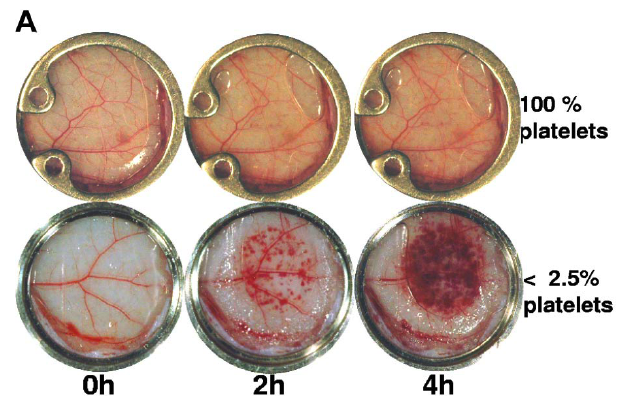 A
100 %
platelets
< 2.5%
platelets
0h
2h
4h